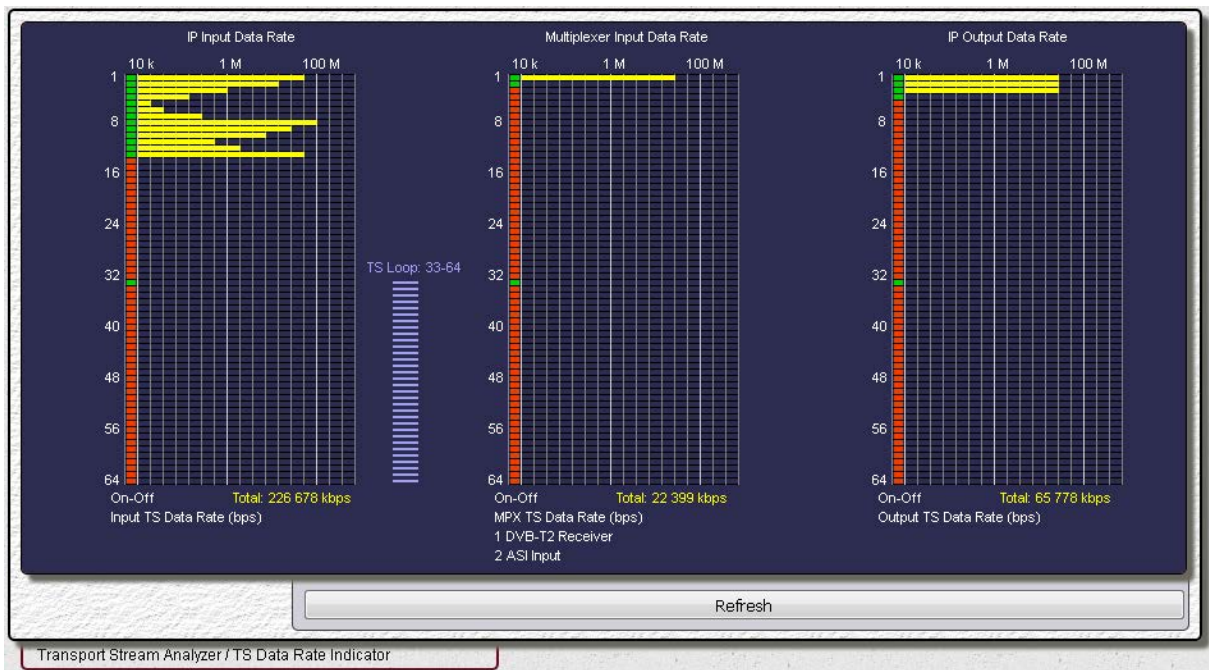 IP Input Data Rate
10 k 1 M 100 M
1
8
16
24
32
40
48
56
64
On-Off Total: 226 678 kbps
Input TS Data Rate (bps)
TS Loop: 33-64
Multiplexer Input Data Rate
10 k 1 M 100 M
1
8
16
24
32
40
48
56
64
On-Off Total: 22 399 kbps
MPX TS Data Rate (bps)
1 DVB-T2 Receiver
2 ASI Input
IP Output Data Rate
10 k 1 M 100 M
1
8
16
24
32
40
48
56
64
On-Off Total: 65 778 kbps
Output TS Data Rate (bps)
Refresh
Transport Stream Analyzer / TS Data Rate Indicator